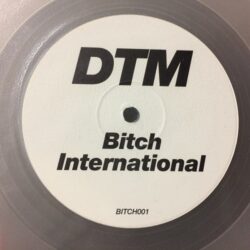 DTM
Bitch
International
BITCH001